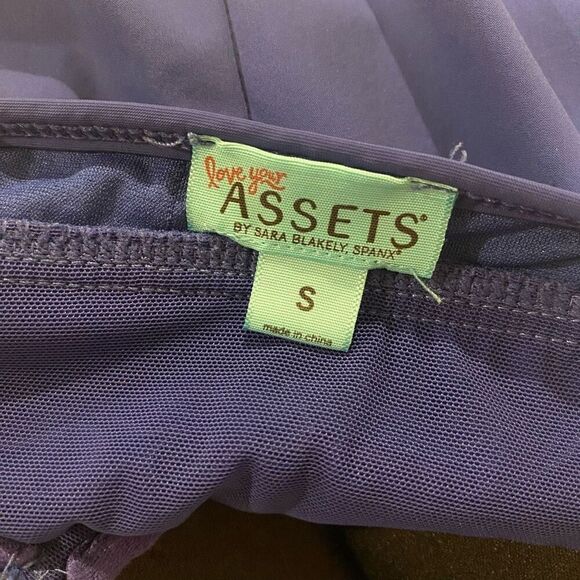 love your
ASSETS®
BY SARA BLAKELY, SPANX®
S
made in china